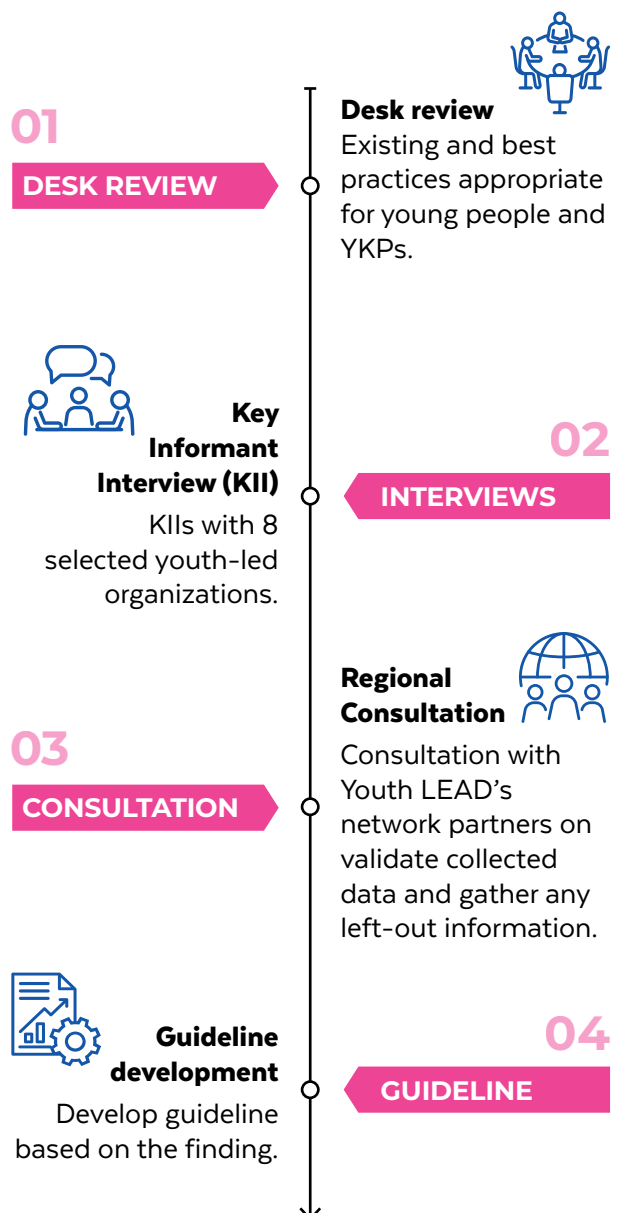 01
DESK REVIEW
Desk review
Existing and best
practices appropriate
for young people and
YKPs.
02
INTERVIEWS
Key
Informant
Interview (KII)
KIIs with 8
selected youth-led
organizations.
03
CONSULTATION
Regional
Consultation
Consultation with
Youth LEAD’s
network partners on
validate collected
data and gather any
left-out information.
04
GUIDELINE
Guideline
development
Develop guideline
based on the finding.